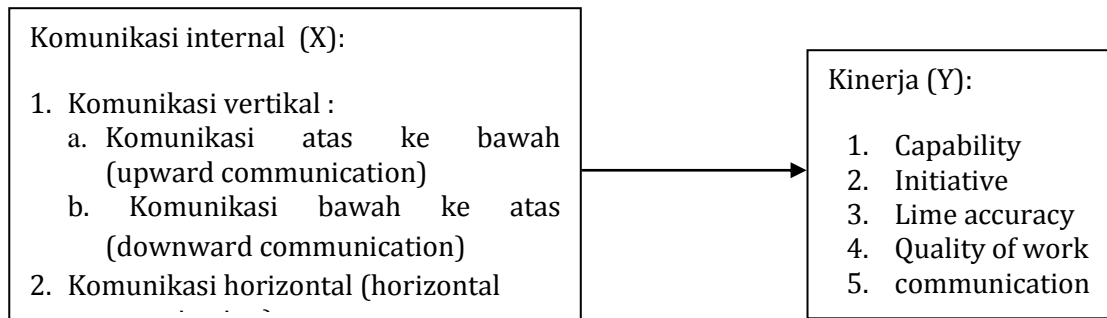 Komunikasi internal (X):
1. Komunikasi vertikal :
a. Komunikasi atas ke bawah
(upward communication)
b. Komunikasi bawah ke atas
(downward communication)
2. Komunikasi horizontal (horizontal
Kinerja (Y):
1. Capability
2. Initiative
3. Lime accuracy
4. Quality of work
5. communication